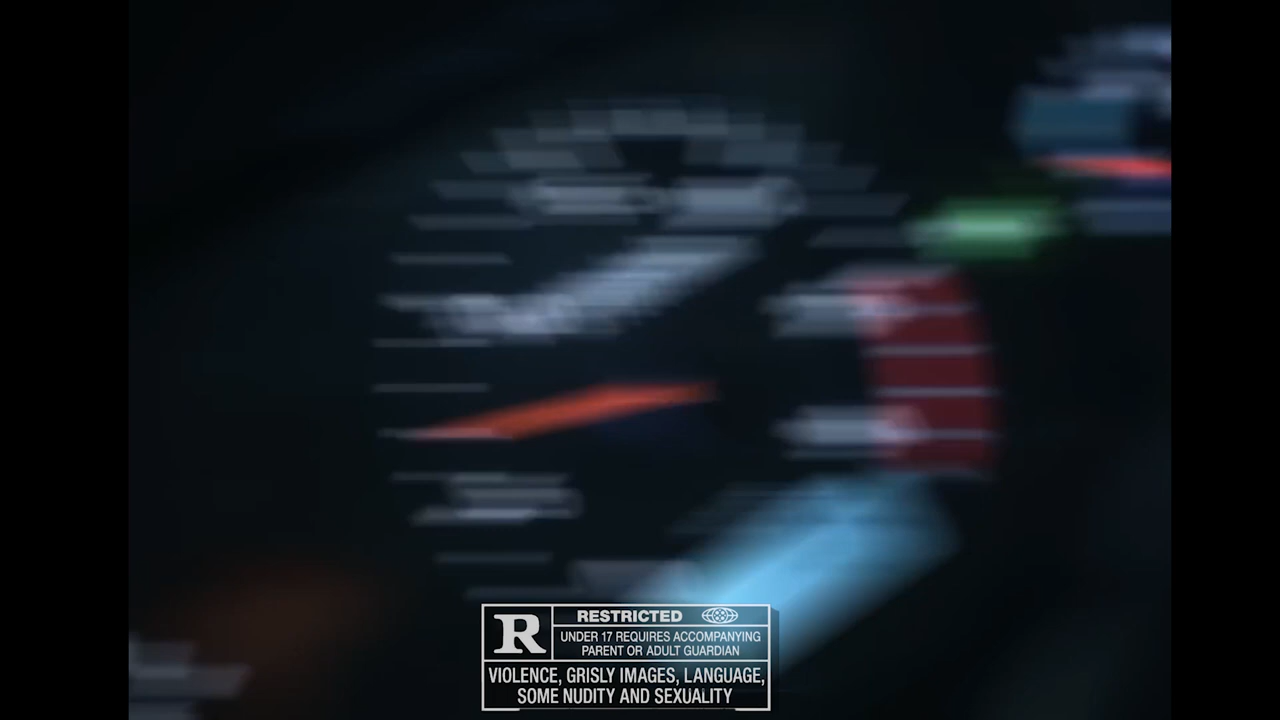 R
RESTRICTED
UNDER 17 REQUIRES ACCOMPANYING
PARENT OR ADULT GUARDIAN
VIOLENCE, GRISLY IMAGES, LANGUAGE,
SOME NUDITY AND SEXUALITY